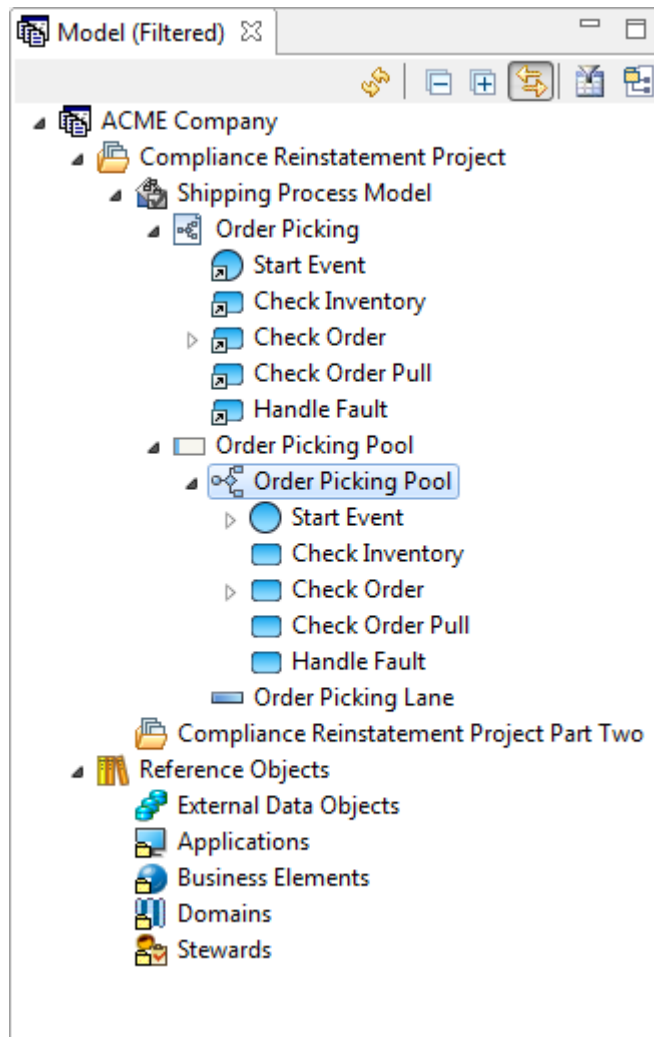 Model (Filtered)
ACME Company
Compliance Reinstatement Project
Shipping Process Model
Order Picking
Start Event
Check Inventory
Check Order
Check Order Pull
Handle Fault
Order Picking Pool
Order Picking Pool
Start Event
Check Inventory
Check Order
Check Order Pull
Handle Fault
Order Picking Lane
Compliance Reinstatement Project Part Two
Reference Objects
External Data Objects
Applications
Business Elements
Domains
Stewards